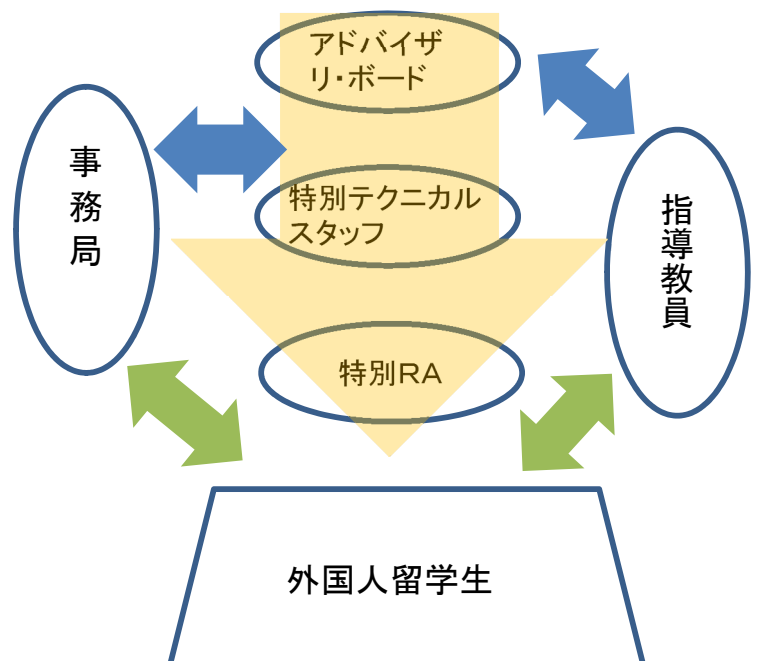 アドバイザ
リ・ボード
事務局
特別テクニカル
スタッフ
指導教員
特別ＲＡ
外国人留学生